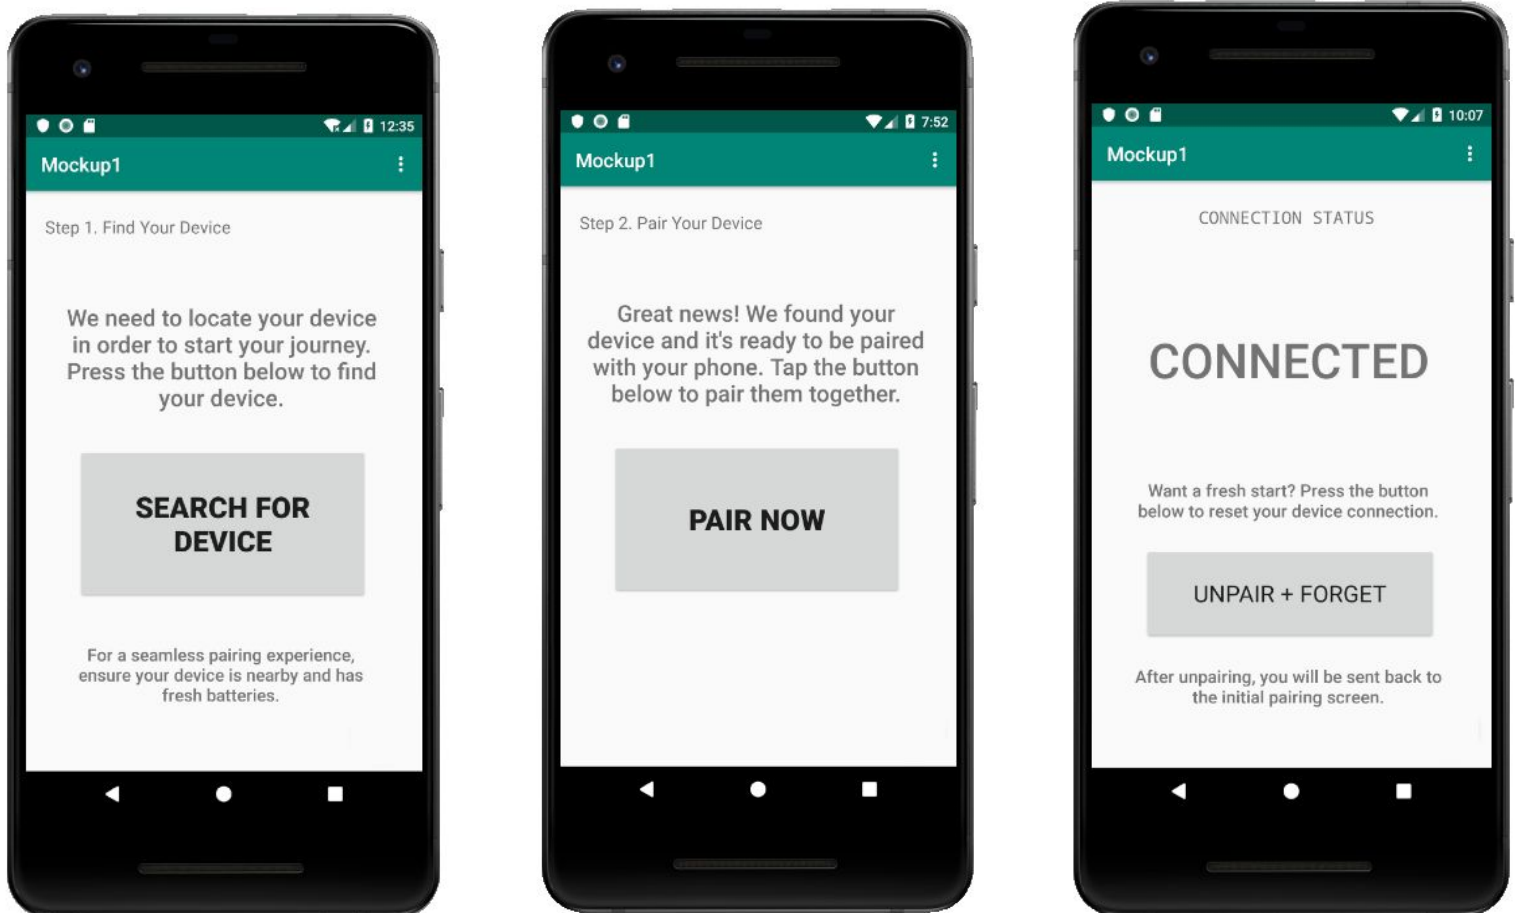 12:35
Mockup1
Step 1. Find Your Device
We need to locate your device
in order to start your journey.
Press the button below to find
your device.
SEARCH FOR
DEVICE
For a seamless pairing experience,
ensure your device is nearby and has
fresh batteries.
7:52
Mockup1
Step 2. Pair Your Device
Great news! We found your
device and it's ready to be paired
with your phone. Tap the button
below to pair them together.
PAIR NOW
10:07
Mockup1
CONNECTION STATUS
CONNECTED
Want a fresh start? Press the button
below to reset your device connection.
UNPAIR + FORGET
After unpairing, you will be sent back to
the initial pairing screen.